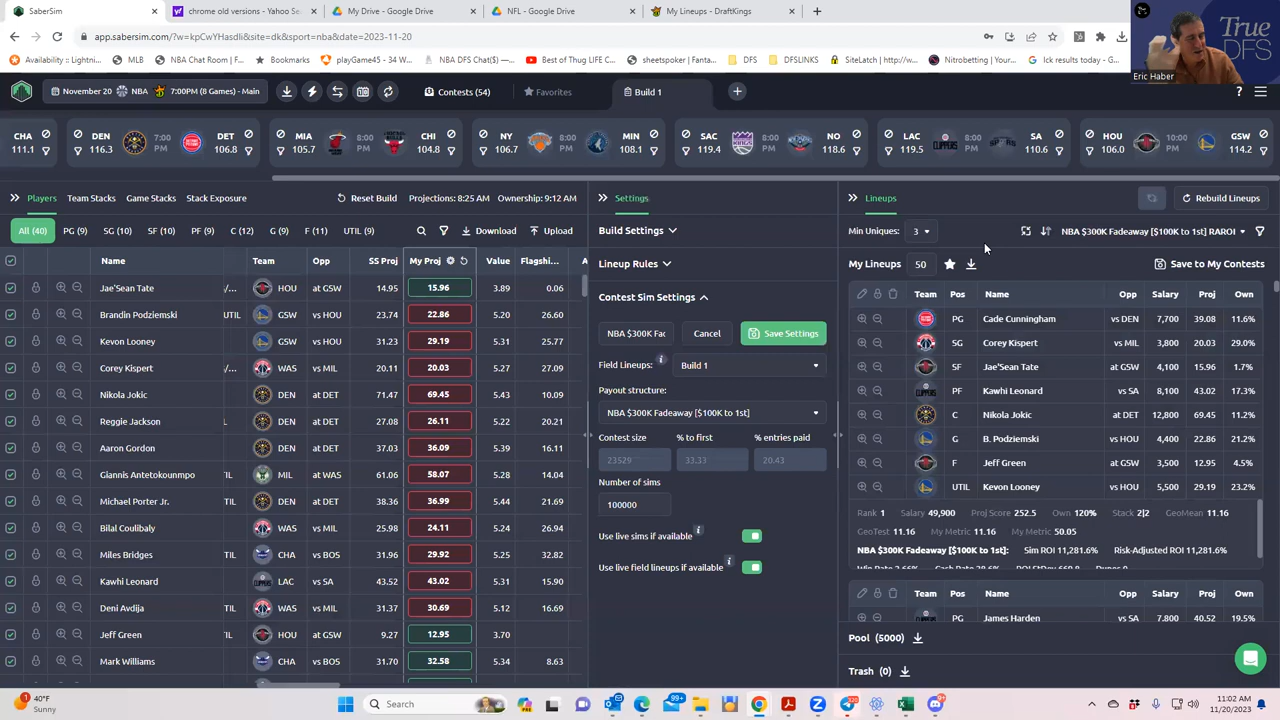 SaberSim
chrome old versions - Yahoo Se
My Drive - Google Drive
NFL - Google Drive
My Lineups - DraftKings
app.sabersim.com/?w=kpCwYHasdli&site=dk&sport=nba&date=2023-11-20
True
DFS
Eric Haber
Availability :: Lightni...
MLB
NBA Chat Room | F...
Bookmarks
playGame45 - 34 W...
NBA DFS Chat($) --...
Best of Thug LIFE C...
sheetspoker | Fanta...
DFS
DFSLINKS
SiteLatch | http://w...
Nitrobetting | Your...
Ick results today - G...
November 20
NBA
7:00PM (8 Games) - Main
Contests (54)
Favorites
Build 1
CHA 111.1
DEN 116.3 7:00 PM DET 106.8
MIA 105.7 8:00 PM CHI 104.8
NY 106.7 8:00 PM MIN 108.1
SAC 119.4 8:00 PM NO 118.6
LAC 119.5 8:00 PM SA 110.6
HOU 106.0 10:00 PM GSW 114.2
Players Team Stacks Game Stacks Stack Exposure
Reset Build Projections: 8:25 AM Ownership: 9:12 AM
All (40) PG (9) SG (10) SF (10) PF (9) C (12) G (9) F (11) UTIL (9)
Download Upload
Name Team Opp SS Proj My Proj Value Flagshi...
Jae'Sean Tate HOU at GSW 14.95 15.96 3.89 0.06
Brandin Podziemski UTIL GSW vs HOU 23.74 22.86 5.20 26.60
Kevon Looney GSW vs HOU 29.19 5.31 25.77
Corey Kispert WAS vs MIL 20.11 20.03 5.27 27.09
Nikola Jokic DEN at DET 71.47 69.45 5.43 10.09
Reggie Jackson DEN at DET 27.08 26.11 5.22 20.21
Aaron Gordon DEN at DET 37.03 36.09 5.39 16.11
Giannis Antetokounmpo MIL at WAS 61.06 58.07 5.28 14.04
Michael Porter Jr. TIL DEN at DET 38.36 36.99 5.44 21.69
Bilal Coulibaly TIL WAS vs MIL 25.98 24.11 5.24 26.94
Miles Bridges CHA vs BOS 31.96 29.92 5.25 32.82
Kawhi Leonard LAC vs SA 43.52 43.02 5.31 15.90
Deni Avdija WAS vs MIL 31.37 30.69 5.12 16.69
Jeff Green HOU at GSW 9.27 12.95 3.70
Mark Williams CHA vs BOS 31.70 32.58 5.34 8.63
Settings
Build Settings
Lineup Rules
Contest Sim Settings
NBA $300K Fac Cancel Save Settings
Field Lineups: Build 1
Payout structure:
NBA $300K Fadeaway [$100K to 1st]
Contest size % to first % entries paid
23529 33.33 20.43
Number of sims
100000
Use live sims if available
Use live field lineups if available
Lineups
Rebuild Lineups
Min Uniques: 3
NBA $300K Fadeaway [$100K to 1st] RAROI
My Lineups 50
Save to My Contests
Team Pos Name Opp Salary Proj Own
PG Cade Cunningham vs DEN 7,700 39.08 11.6%
SG Corey Kispert vs MIL 3,800 20.03 29.0%
SF Jae'Sean Tate at GSW 4,100 15.96 1.7%
PF Kawhi Leonard vs SA 8,100 43.02 17.3%
C Nikola Jokic at DET 12,800 69.45 11.2%
G B. Podziemski vs HOU 4,400 22.86 21.2%
F Jeff Green at GSW 3,500 12.95 4.5%
UTIL Kevon Looney vs HOU 5,500 29.19 23.2%
Rank 1 Salary 49,900 Proj Score 252.5 Own 120% Stack 2|2 GeoMean 11.16
GeoTest 11.16 My Metric 11.16 My Metric 50.05
NBA $300K Fadeaway [$100K to 1st]: Sim ROI 11,281.6% Risk-Adjusted ROI 11,281.6%
Team Pos Name Opp Salary Proj Own
PG James Harden vs SA 7,800 40.52 19.5%
Pool (5000)
Trash (0)
40°F
Sunny
Search
99+
11:02 AM
11/20/2023